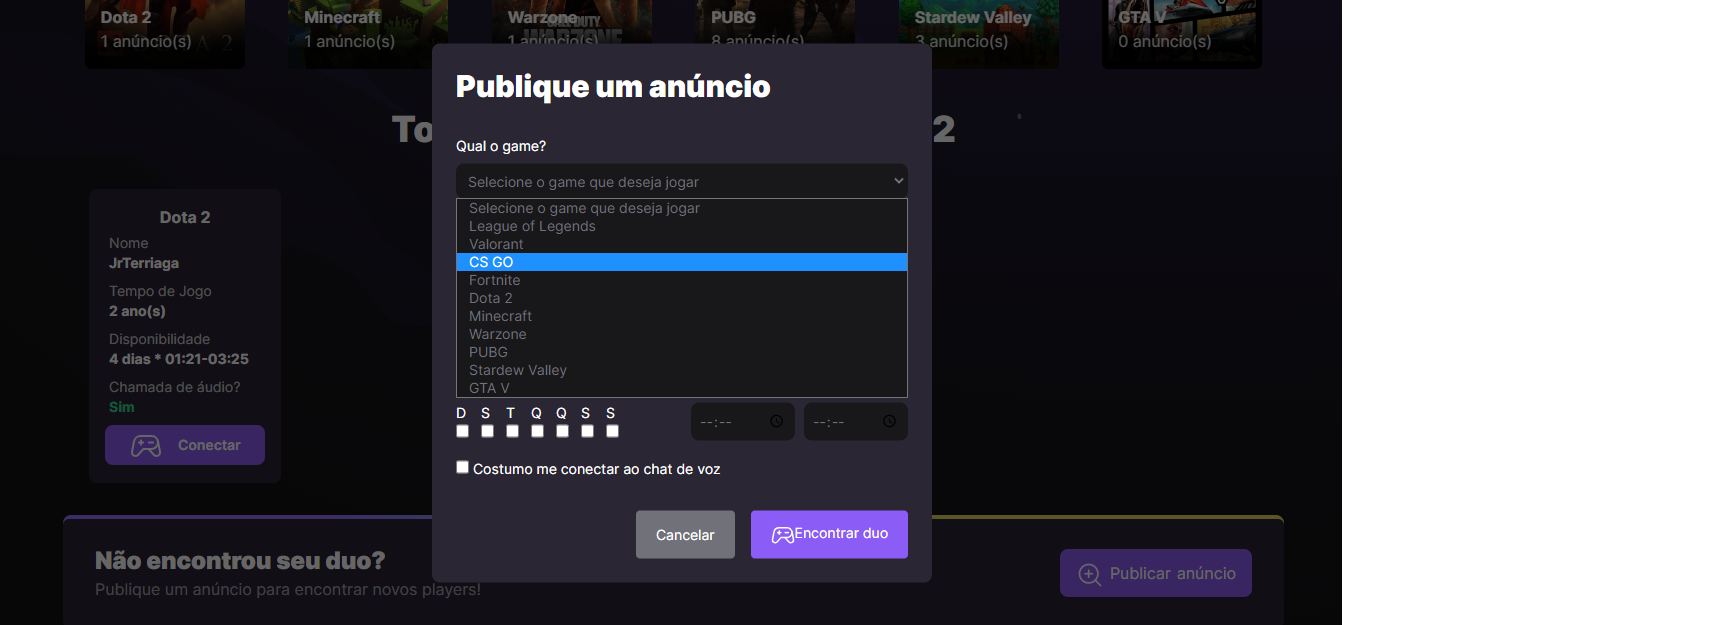 Dota 2
1 anúncio(s)
Minecraft
1 anúncio(s)
Warzone
1 anúncio(s)
PUBG
8 anúncio(s)
Stardew Valley
3 anúncio(s)
GTA V
0 anúncio(s)
To
2
Dota 2
Nome
JrTerriaga
Tempo de Jogo
2 ano(s)
Disponibilidade
4 dias * 01:21-03:25
Chamada de áudio?
Sim
Conectar
Publique um anúncio
Qual o game?
Selecione o game que deseja jogar
Selecione o game que deseja jogar
League of Legends
Valorant
CS GO
Fortnite
Dota 2
Minecraft
Warzone
PUBG
Stardew Valley
GTA V
D S T Q Q S S
--:-- --:--
Costumo me conectar ao chat de voz
Cancelar
Encontrar duo
Não encontrou seu duo?
Publique um anúncio para encontrar novos players!
Publicar anúncio